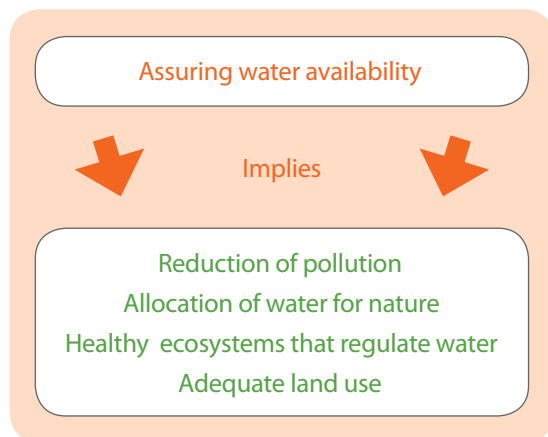 Assuring water availability
Implies
Reduction of pollution
Allocation of water for nature
Healthy ecosystems that regulate water
Adequate land use